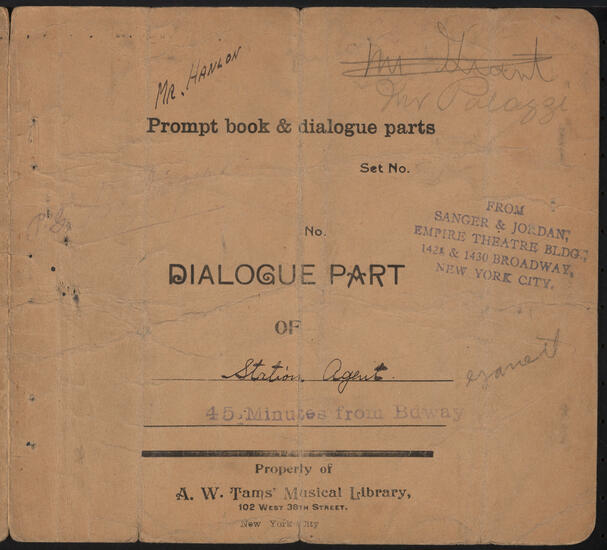 Mr. Hanlon
Mr Grant
Mr Palazzi
Prompt book & dialogue parts
Set No.
FROM
SANGER & JORDAN,
EMPIRE THEATRE BLDG.,
1428 & 1430 BROADWAY,
NEW YORK CITY.
No.
DIALOGUE PART
OF
Station Agent.
45 Minutes from Bdway
Property of
A. W. Tams' Musical Library,
102 WEST 38TH STREET.
New York City